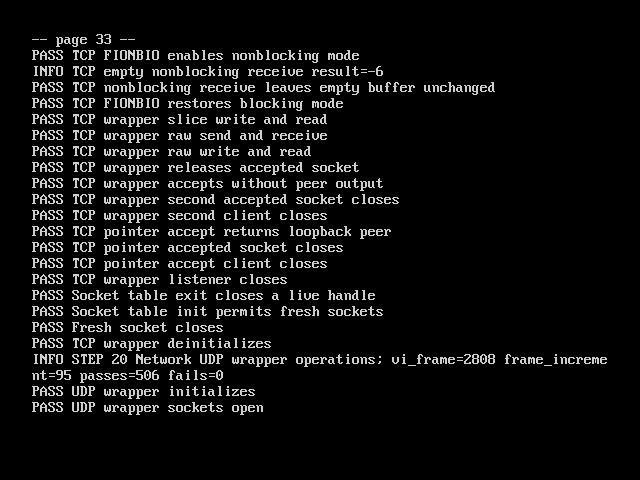 -- page 33 --
PASS TCP FIONBIO enables nonblocking mode
INFO TCP empty nonblocking receive result=-6
PASS TCP nonblocking receive leaves empty buffer unchanged
PASS TCP FIONBIO restores blocking mode
PASS TCP wrapper slice write and read
PASS TCP wrapper raw send and receive
PASS TCP wrapper raw write and read
PASS TCP wrapper releases accepted socket
PASS TCP wrapper accepts without peer output
PASS TCP wrapper second accepted socket closes
PASS TCP wrapper second client closes
PASS TCP pointer accept returns loopback peer
PASS TCP pointer accepted socket closes
PASS TCP pointer accept client closes
PASS TCP wrapper listener closes
PASS Socket table exit closes a live handle
PASS Socket table init permits fresh sockets
PASS Fresh socket closes
PASS TCP wrapper deinitializes
INFO STEP 20 Network UDP wrapper operations; vi_frame=2808 frame_increme
nt=95 passes=506 fails=0
PASS UDP wrapper initializes
PASS UDP wrapper sockets open